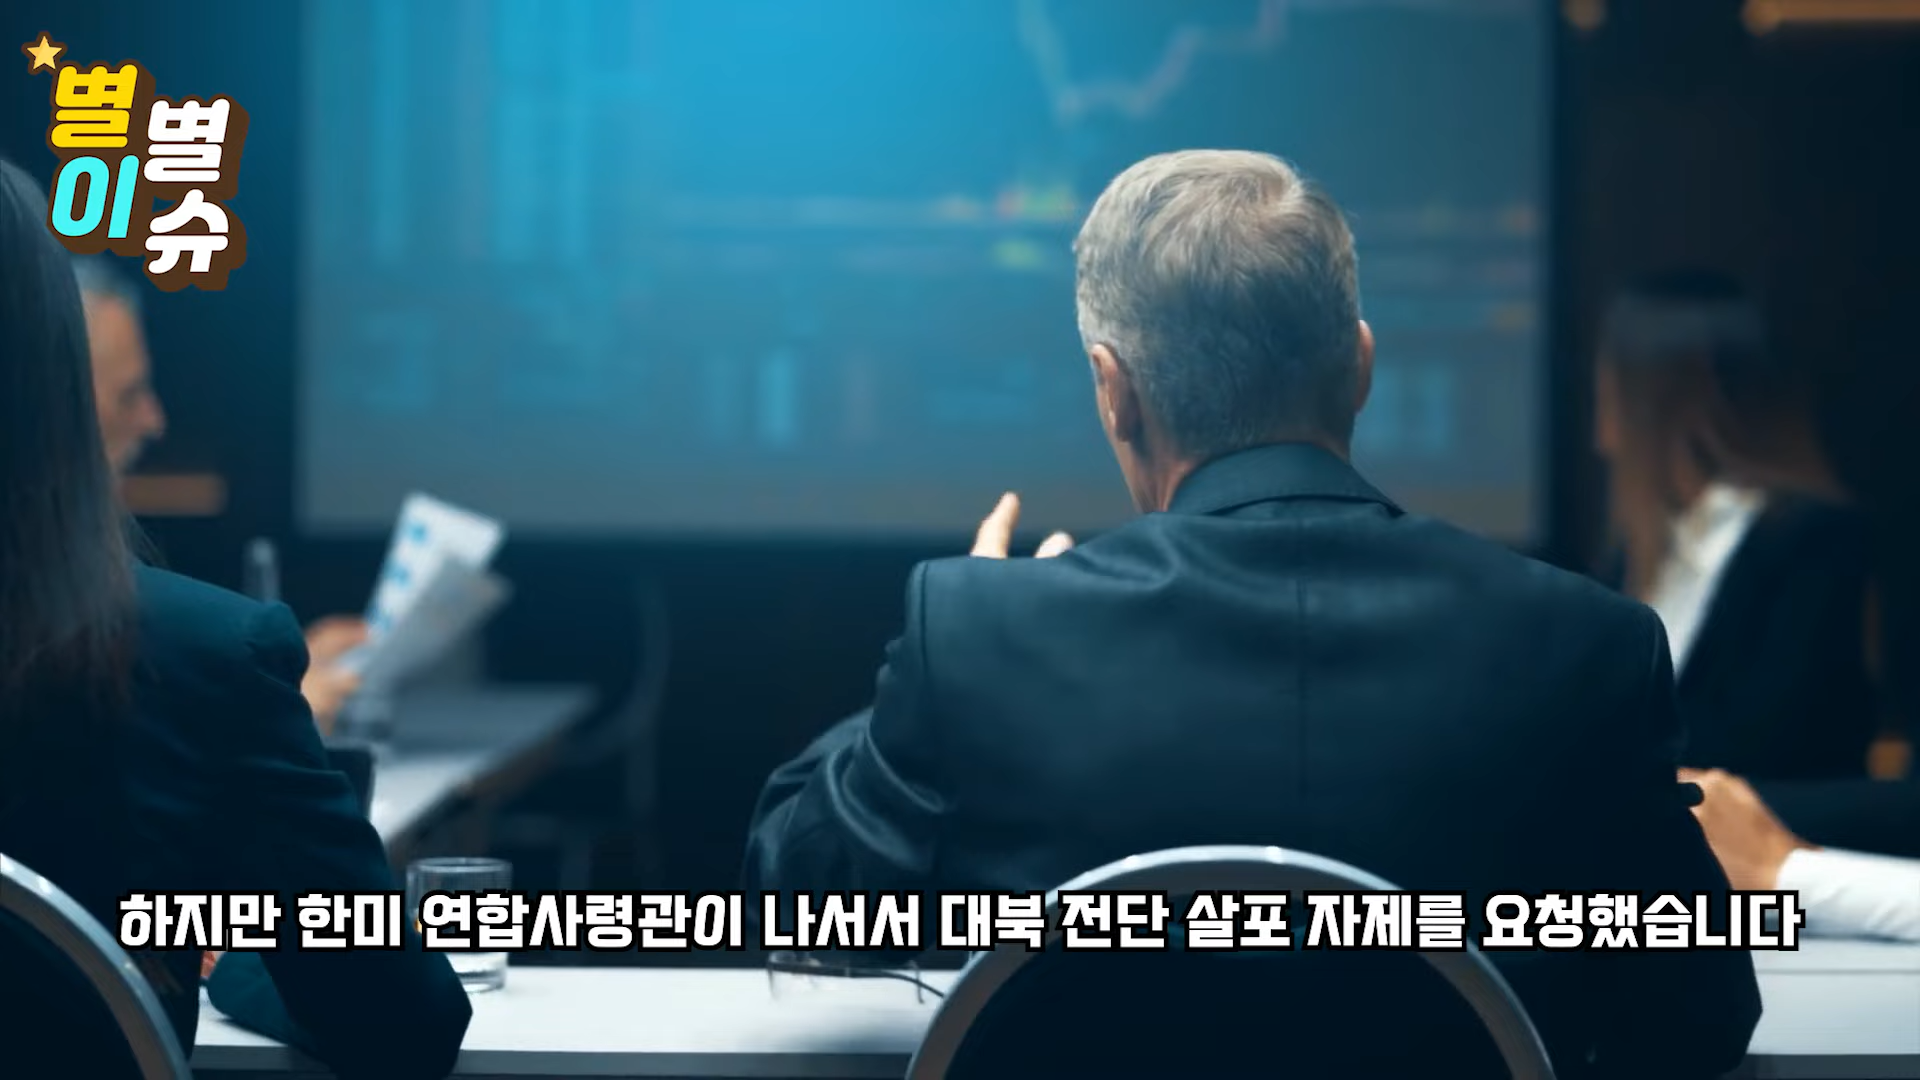 별별
이슈
하지만 한미 연합사령관이 나서서 대북 전단 살포 자제를 요청했습니다